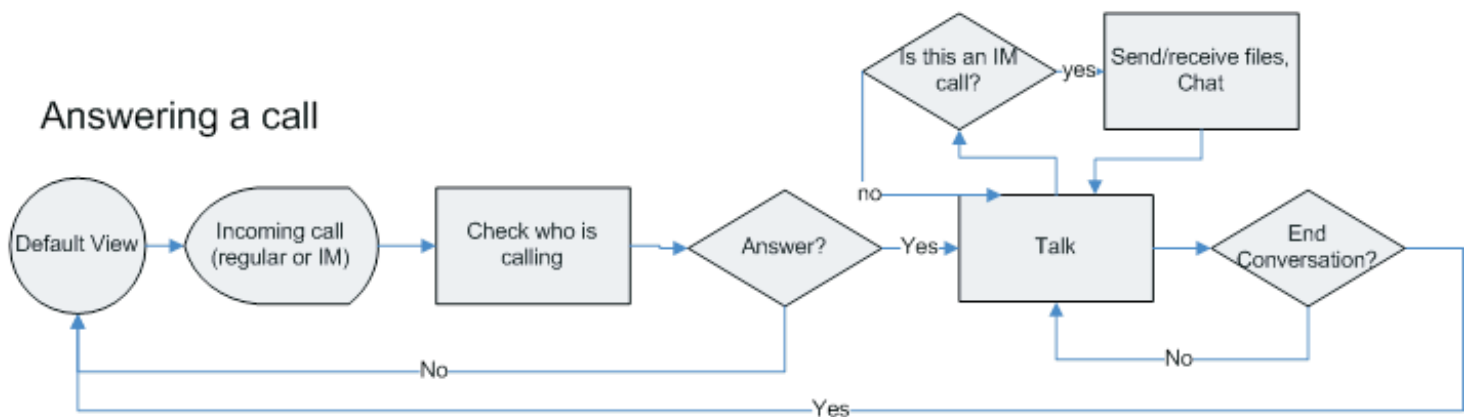 Is this an IM
call?
yes
Send/receive files,
Chat
Answering a call
no
Default View
Incoming call
(regular or IM)
Check who is
calling
Answer?
Yes
Talk
End
Conversation?
No
No
Yes